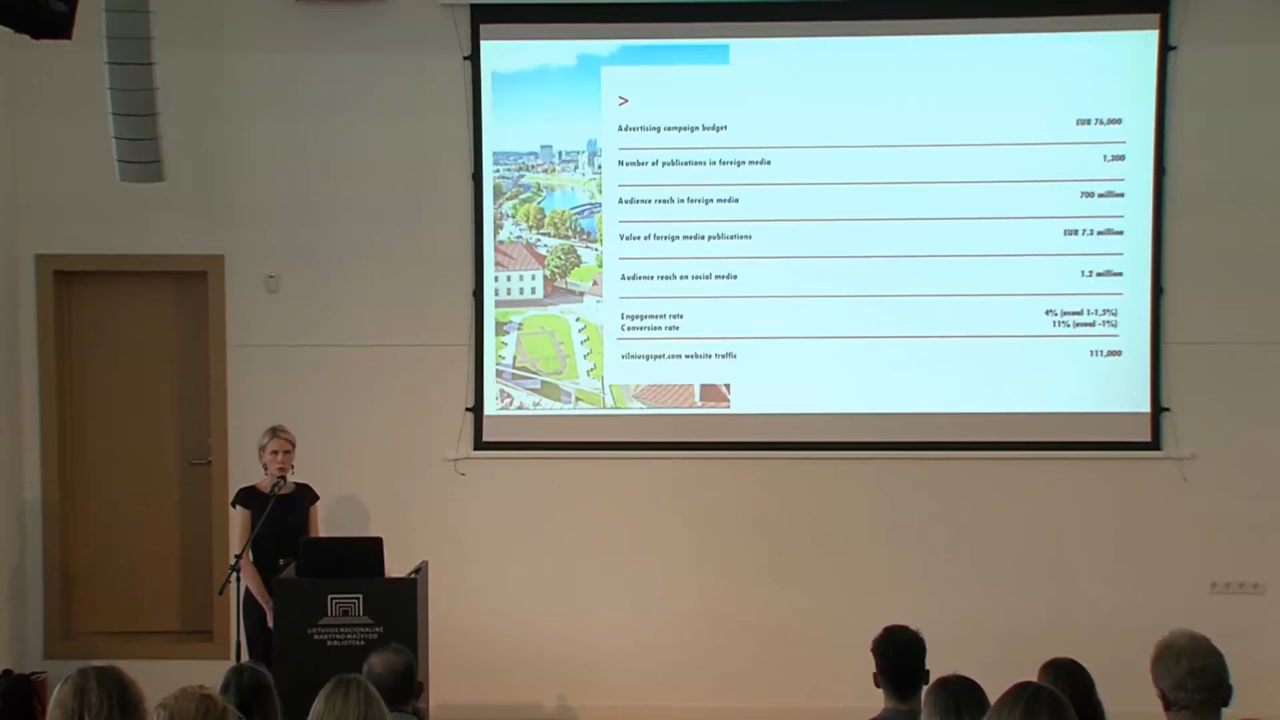 >
Advertising campaign budget EUR 76,000
Number of publications in foreign media 1,300
Audience reach in foreign media 700 million
Value of foreign media publications EUR 7.3 million
Audience reach on social media 1.2 million
Engagement rate 4% (usual 1-1,5%)
Conversion rate 11% (usual -1%)
vilniusgspot.com website traffic 111,000
LIETUVOS NACIONALINĖ
MARTYNO MAŽVYDO
BIBLIOTEKA